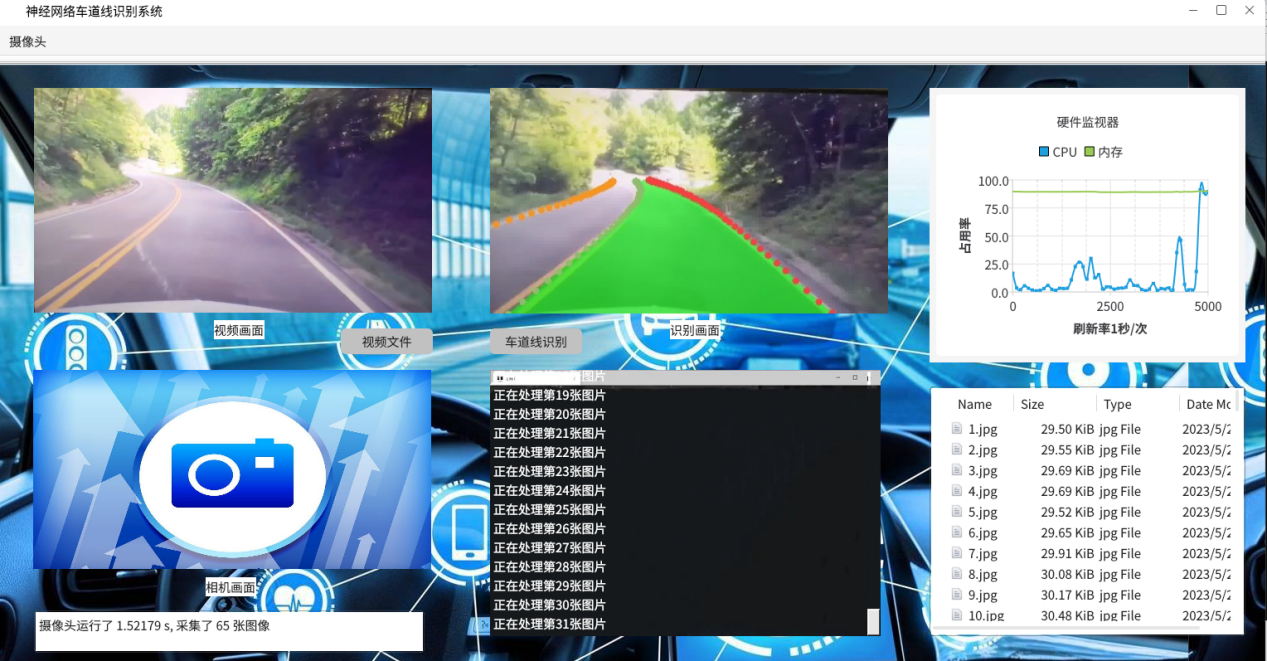 神经网络车道线识别系统
摄像头
视频画面
视频文件
识别画面
车道线识别
硬件监视器
CPU 内存
100.0
75.0
50.0
25.0
0.0
占用率
0 2500 5000
刷新率1秒/次
相机画面
摄像头运行了 1.52179 s, 采集了 65 张图像
图片
正在处理第19张图片
正在处理第20张图片
正在处理第21张图片
正在处理第22张图片
正在处理第23张图片
正在处理第24张图片
正在处理第25张图片
正在处理第26张图片
正在处理第27张图片
正在处理第28张图片
正在处理第29张图片
正在处理第30张图片
正在处理第31张图片
Name Size Type Date Mo
1.jpg 29.50 KiB jpg File 2023/5/2
2.jpg 29.55 KiB jpg File 2023/5/2
3.jpg 29.69 KiB jpg File 2023/5/2
4.jpg 29.69 KiB jpg File 2023/5/2
5.jpg 29.52 KiB jpg File 2023/5/2
6.jpg 29.65 KiB jpg File 2023/5/2
7.jpg 29.91 KiB jpg File 2023/5/2
8.jpg 30.08 KiB jpg File 2023/5/2
9.jpg 30.17 KiB jpg File 2023/5/2
10.jpg 30.48 KiB jpg File 2023/5/2